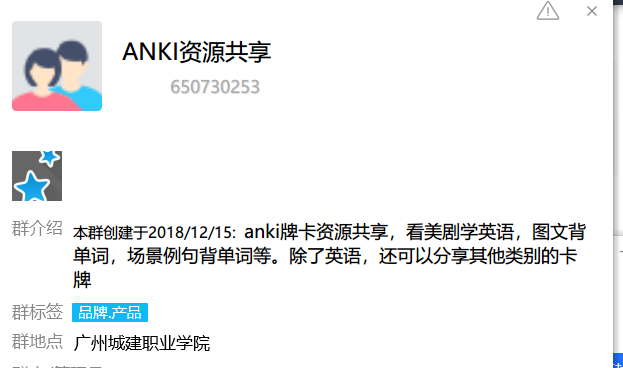 ANKI资源共享
650730253
群介绍
本群创建于2018/12/15: anki牌卡资源共享，看美剧学英语，图文背
单词，场景例句背单词等。除了英语，还可以分享其他类别的卡
牌
群标签 品牌.产品
群地点 广州城建职业学院